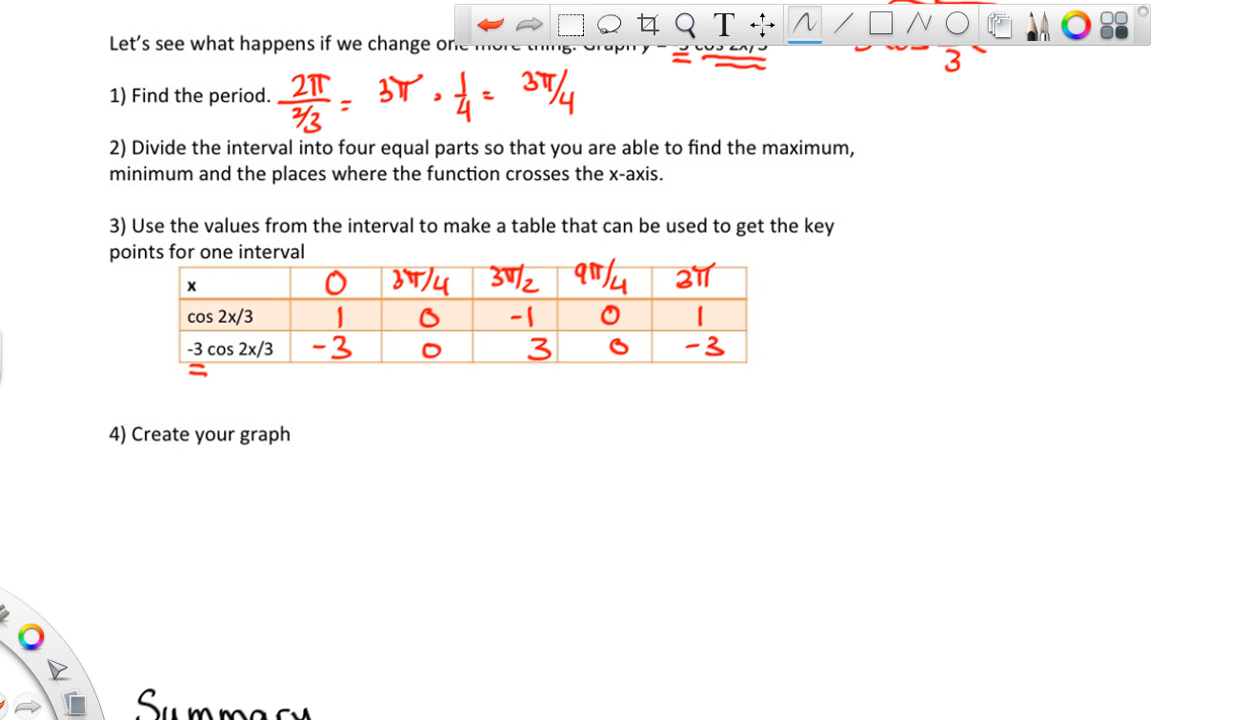 Let's see what happens if we change one more thing. Graph y = -3 cos 2x/3
3
1) Find the period. 2π / 2/3 = 3π · 1/4 = 3π/4
2) Divide the interval into four equal parts so that you are able to find the maximum,
minimum and the places where the function crosses the x-axis.
3) Use the values from the interval to make a table that can be used to get the key
points for one interval
x 0 3π/4 3π/2 9π/4 3π
cos 2x/3 1 0 -1 0 1
-3 cos 2x/3 -3 0 3 0 -3
4) Create your graph
Summary